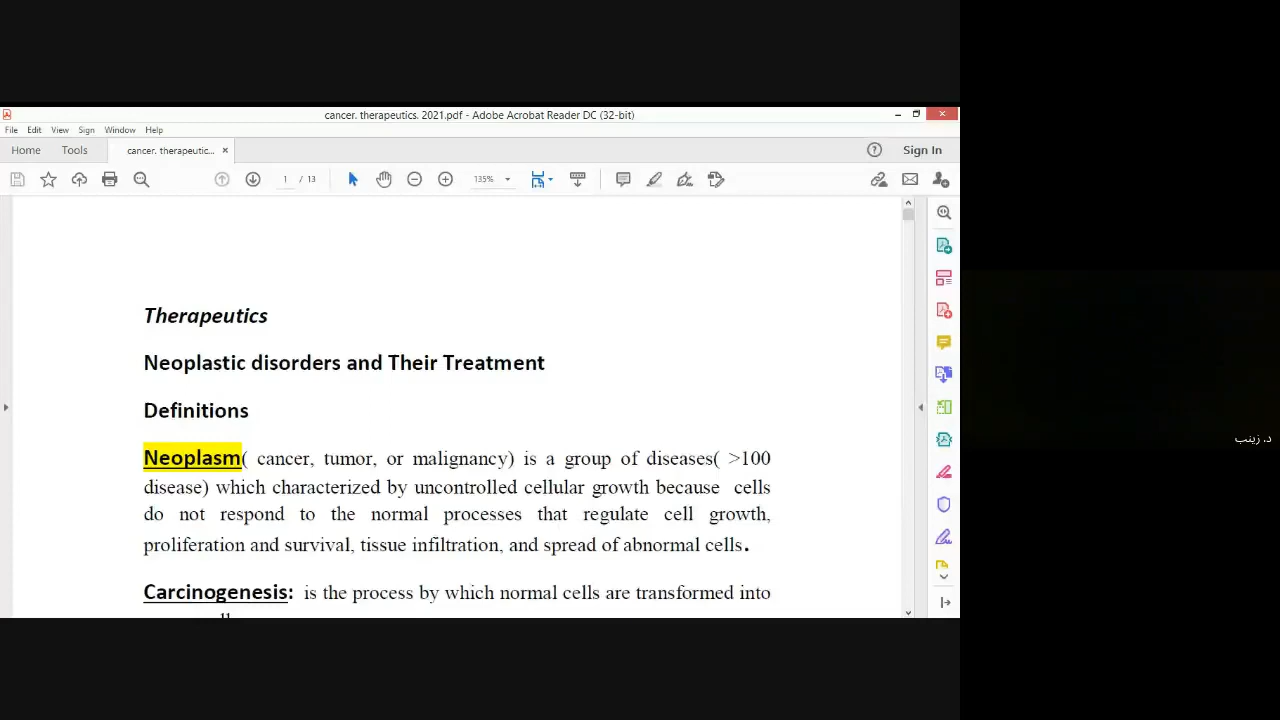 cancer. therapeutics. 2021.pdf - Adobe Acrobat Reader DC (32-bit)
File Edit View Sign Window Help
Home Tools cancer. therapeutic... × Sign In
1 / 13 135%
Therapeutics
Neoplastic disorders and Their Treatment
Definitions
Neoplasm( cancer, tumor, or malignancy) is a group of diseases( >100
disease) which characterized by uncontrolled cellular growth because cells
do not respond to the normal processes that regulate cell growth,
proliferation and survival, tissue infiltration, and spread of abnormal cells.
Carcinogenesis: is the process by which normal cells are transformed into
د. زينب